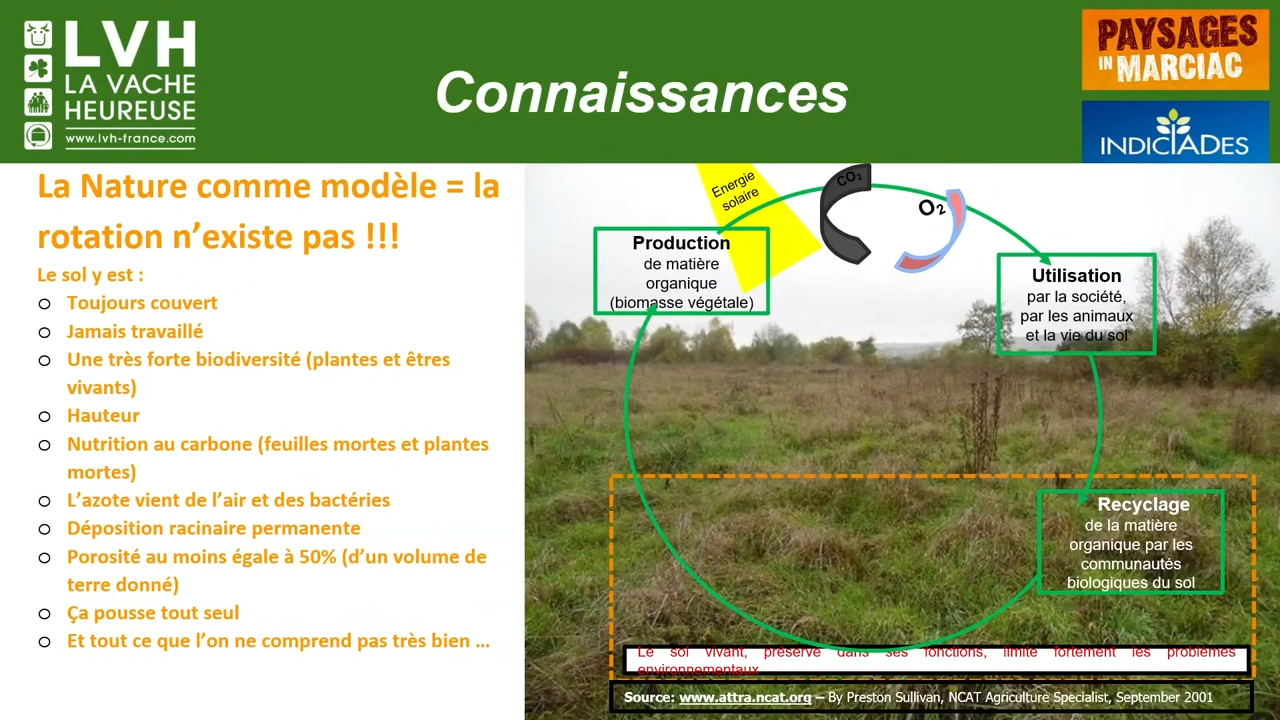 LVH
LA VACHE
HEUREUSE
www.lvh-france.com
Connaissances
PAYSAGES
IN MARCIAC
INDICIADES
La Nature comme modèle = la
rotation n’existe pas !!!
Le sol y est :
o Toujours couvert
o Jamais travaillé
o Une très forte biodiversité (plantes et êtres
vivants)
o Hauteur
o Nutrition au carbone (feuilles mortes et plantes
mortes)
o L’azote vient de l’air et des bactéries
o Déposition racinaire permanente
o Porosité au moins égale à 50% (d’un volume de
terre donné)
o Ça pousse tout seul
o Et tout ce que l’on ne comprend pas très bien …
Energie
solaire
CO₂
O₂
Production
de matière
organique
(biomasse végétale)
Utilisation
par la société,
par les animaux
et la vie du sol
Recyclage
de la matière
organique par les
communautés
biologiques du sol
Le sol vivant, préserve dans ses fonctions, limite fortement les problèmes
environnementaux
Source: www.attra.ncat.org – By Preston Sullivan, NCAT Agriculture Specialist, September 2001